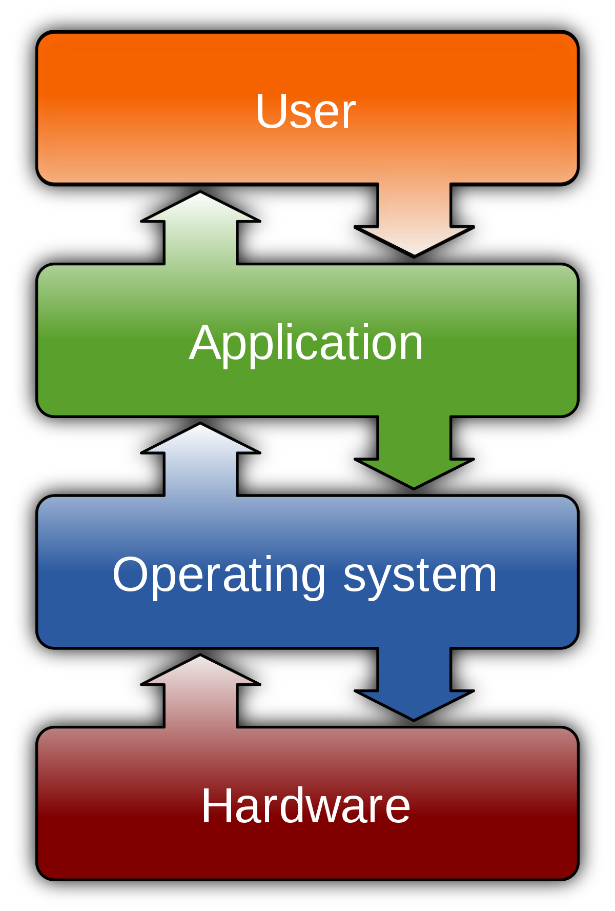 User
Application
Operating system
Hardware